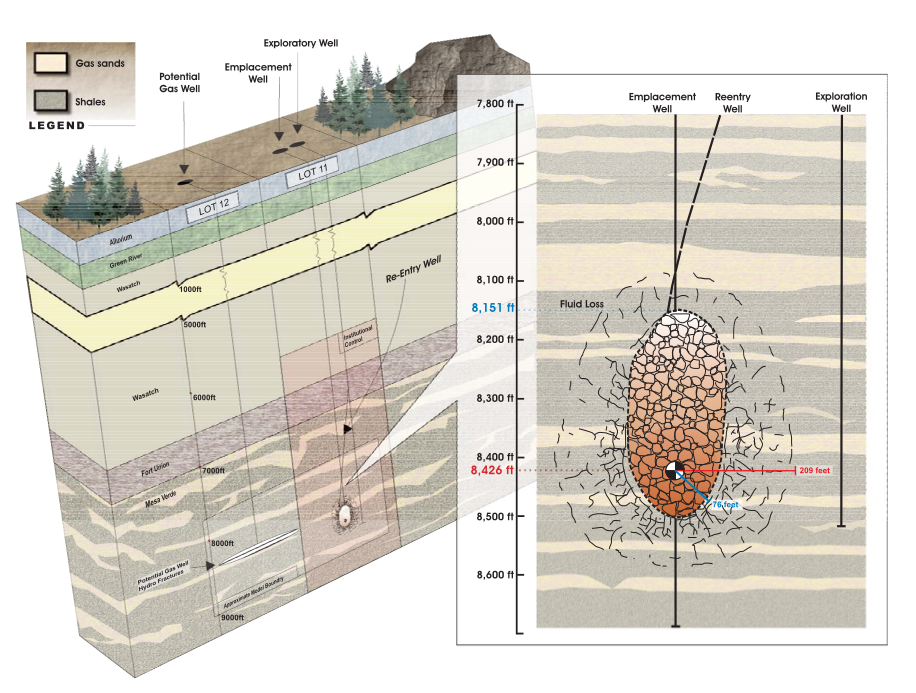 Gas sands
Shales
LEGEND
Exploratory Well
Emplacement
Well
Potential
Gas Well
LOT 11
LOT 12
Alluvium
Green River
Wasatch
1000ft
5000ft
Re-Entry Well
Institutional
Control
Wasatch
6000ft
Fort Union
7000ft
Mesa Verde
8000ft
Potential Gas Well
Hydro Fractures
Approximate Model Boundry
9000ft
Emplacement
Well
Reentry
Well
Exploration
Well
7,800 ft
7,900 ft
8,000 ft
8,100 ft
8,151 ft
Fluid Loss
8,200 ft
8,300 ft
8,400 ft
8,426 ft
209 feet
76 feet
8,500 ft
8,600 ft